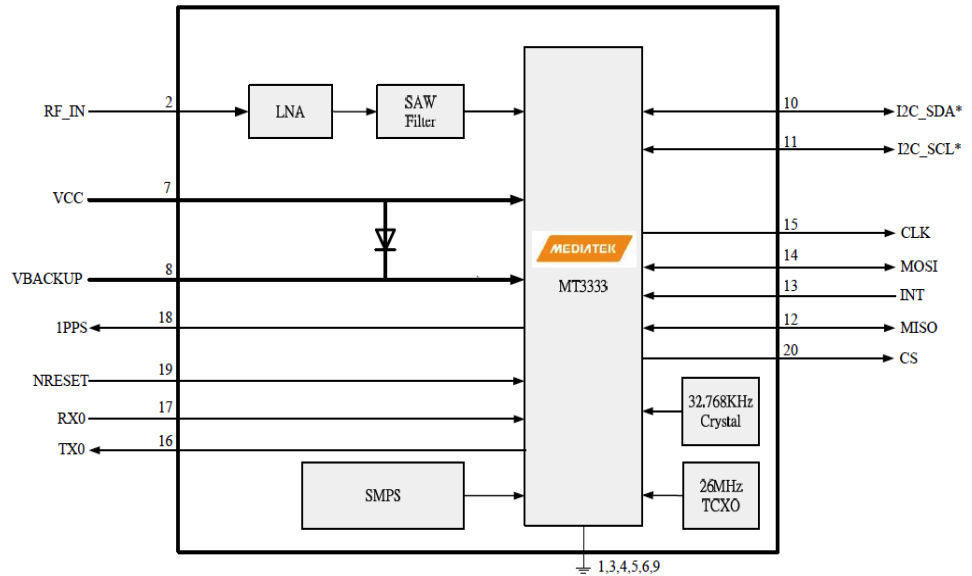 RF_IN
2
LNA
SAW
Filter
10
I2C_SDA*
11
I2C_SCL*
VCC
7
15
CLK
MEDIATEK
14
MOSI
VBACKUP
8
MT3333
13
INT
1PPS
18
12
MISO
20
CS
NRESET
19
RX0
17
32.768KHz
Crystal
TX0
16
SMPS
26MHz
TCXO
1,3,4,5,6,9